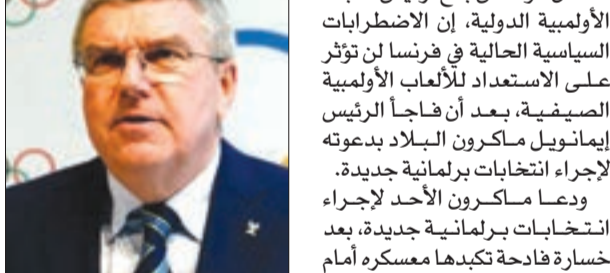 الأولمبية الدولية، إن الاضطرابات
السياسية الحالية في فرنسا لن تؤثر
على الاستعداد للألعاب الأولمبية
الصيفية، بعد أن فاجأ الرئيس
إيمانويل ماكرون البلاد بدعوته
لإجراء انتخابات برلمانية جديدة.
ودعا ماكرون الأحد لإجراء
انتخابات برلمانية جديدة، بعد
خسارة فادحة تكبدها معسكره أمام